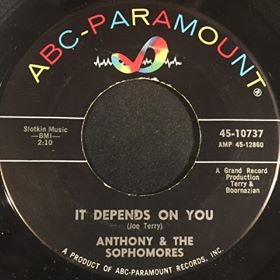 ABC-PARAMOUNT
Slotkin Music
—BMI—
2:10
45-10737
AMP 45-12860
A Grand Record
Production
Terry &
Boornazian
IT DEPENDS ON YOU
(Joe Terry)
ANTHONY & THE
SOPHOMORES
A PRODUCT OF ABC-PARAMOUNT RECORDS, INC.